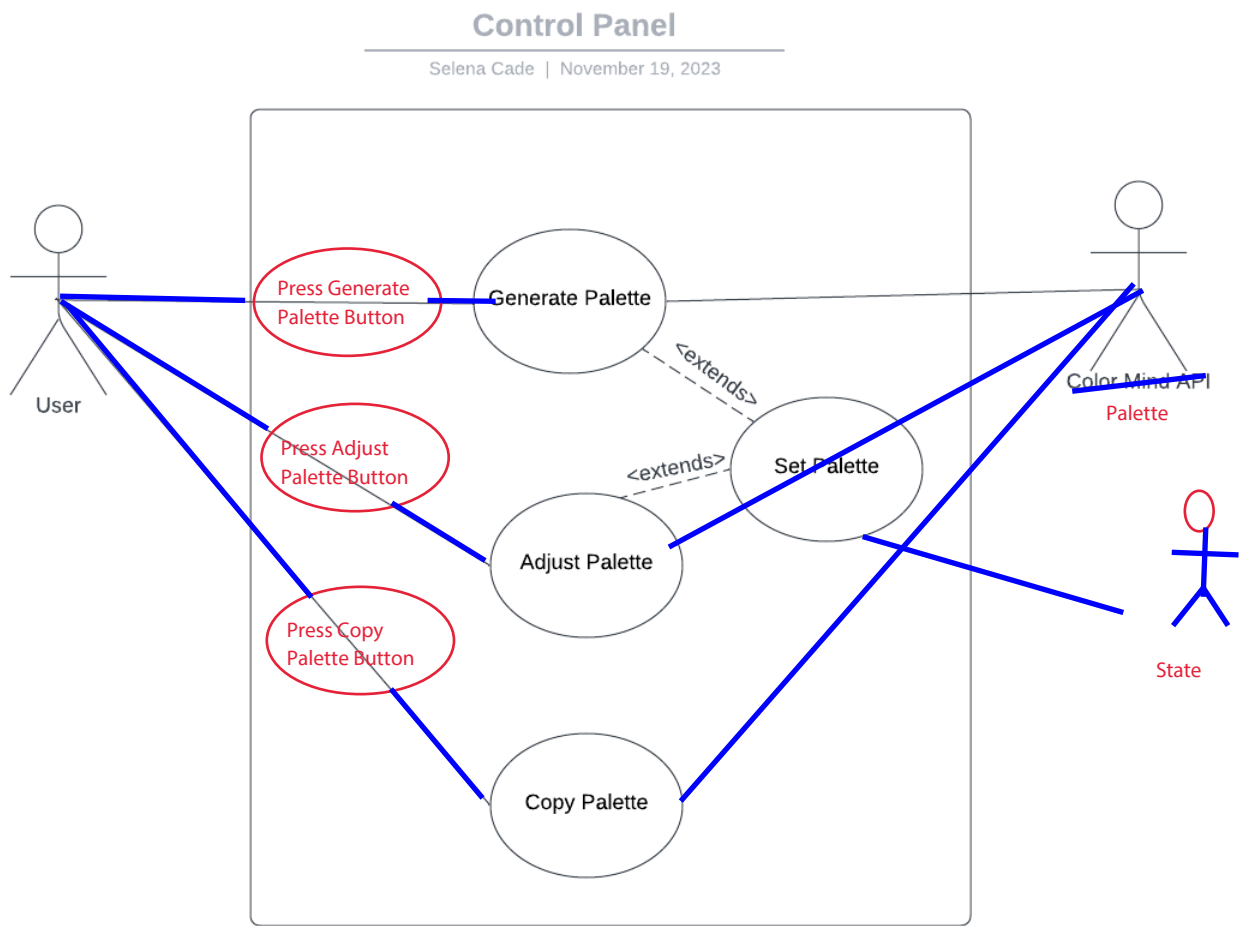 Control Panel
Selena Cade | November 19, 2023
Press Generate
Palette Button
Generate Palette
<extends>
User
Color Mind API
Palette
Press Adjust
Palette Button
<extends>
Set Palette
Adjust Palette
Press Copy
Palette Button
State
Copy Palette